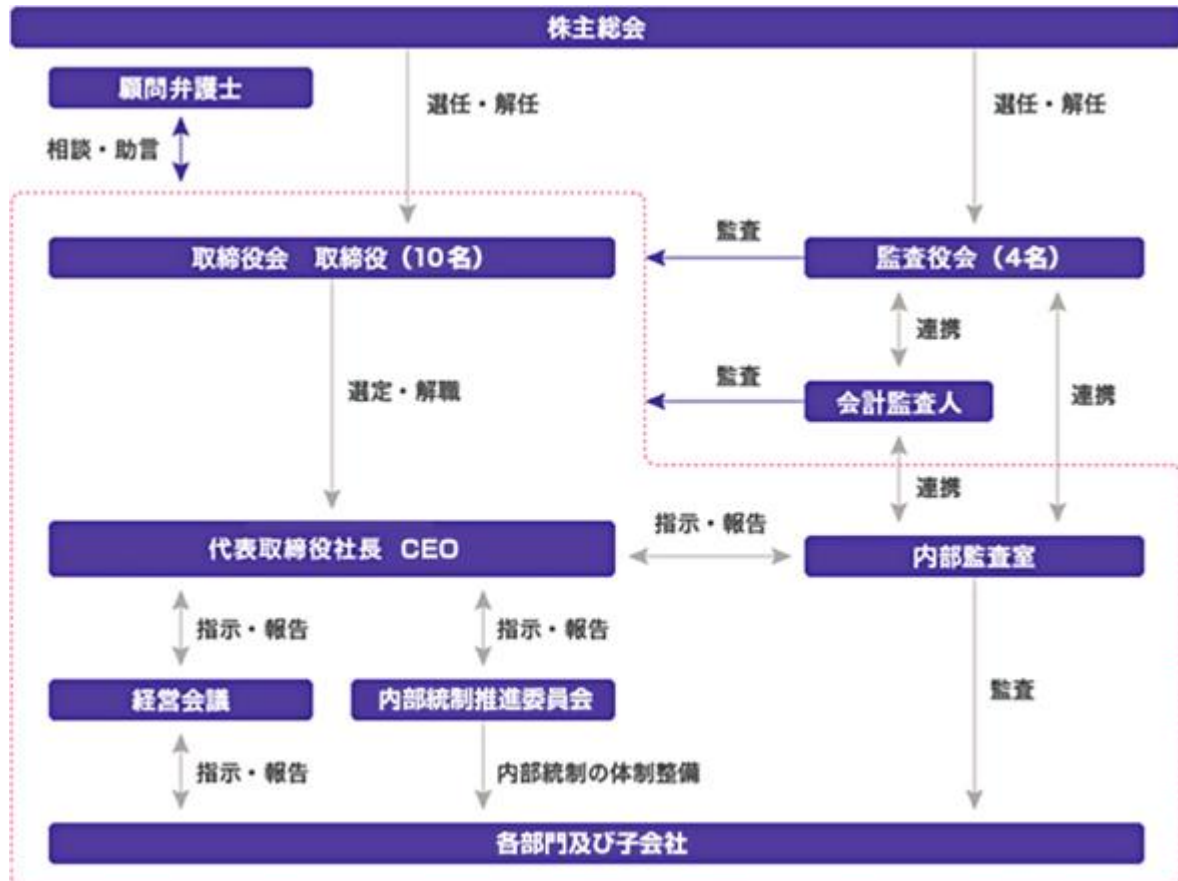 株主総会
顧問弁護士
選任・解任
選任・解任
相談・助言
取締役会 取締役（10名）
監査
監査役会（4名）
連携
監査
会計監査人
選定・解職
連携
連携
指示・報告
代表取締役社長 CEO
内部監査室
指示・報告
指示・報告
経営会議
内部統制推進委員会
監査
指示・報告
内部統制の体制整備
各部門及び子会社